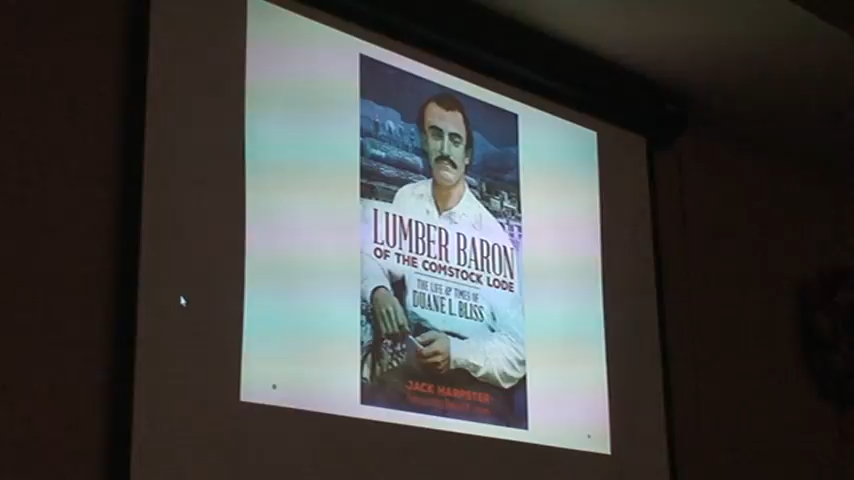 LUMBER BARON
OF THE COMSTOCK LODE
THE LIFE & TIMES OF
DUANE L. BLISS
JACK HARPSTER